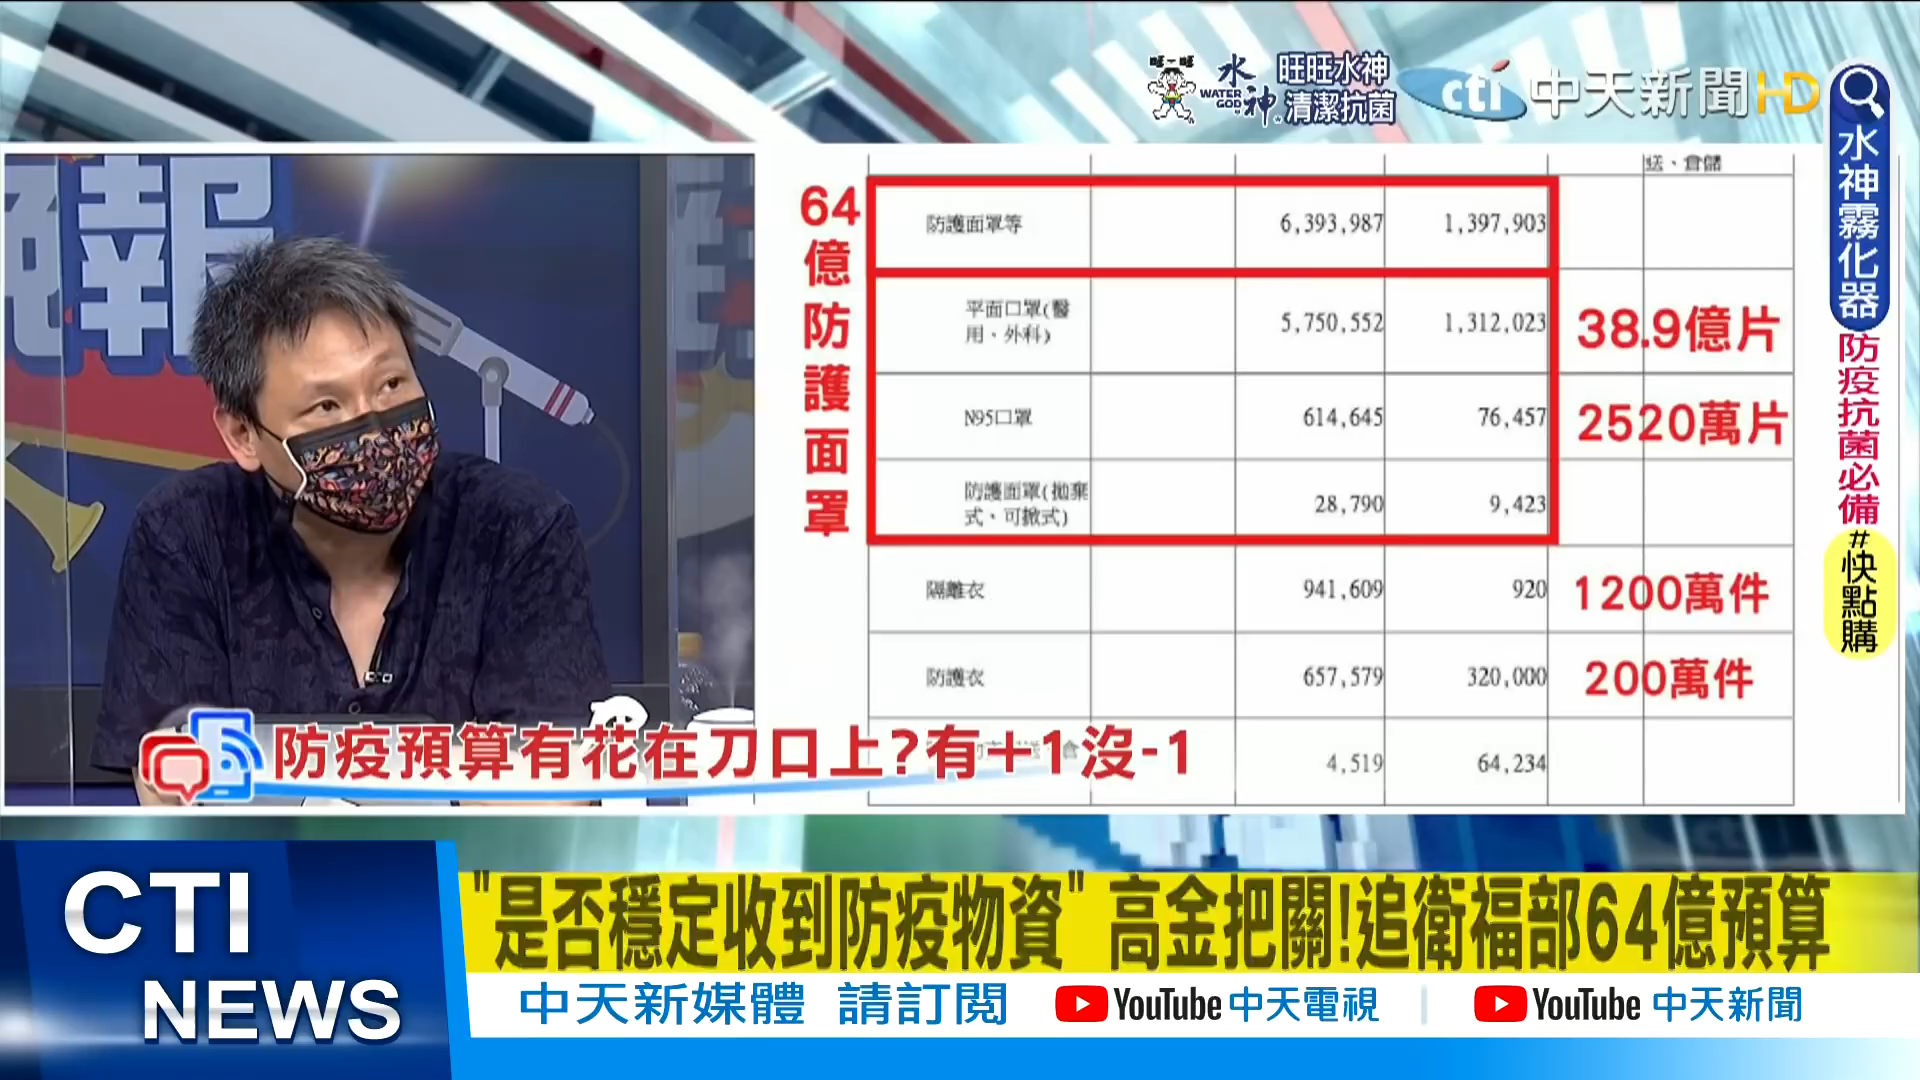 旺旺
水神
WATER GOD
旺旺水神
清潔抗菌
cti 中天新聞HD
水神霧化器
防疫抗菌必備
#快點購
報
64億防護面罩
送、倉儲
防護面罩等 6,393,987 1,397,903
平面口罩(醫用、外科) 5,750,552 1,312,023 38.9億片
N95口罩 614,645 76,457 2520萬片
防護面罩(拋棄式、可掀式) 28,790 9,423
隔離衣 941,609 920 1200萬件
防護衣 657,579 320,000 200萬件
4,519 64,234
防疫預算有花在刀口上?有+1沒-1
CTI NEWS
"是否穩定收到防疫物資" 高金把關!追衛福部64億預算
中天新媒體 請訂閱 YouTube 中天電視 | YouTube 中天新聞